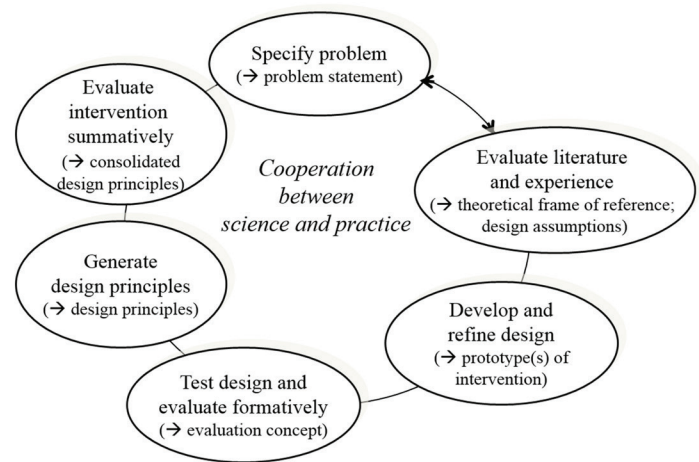 Specify problem
(→ problem statement)
Evaluate literature
and experience
(→ theoretical frame of reference;
design assumptions)
Develop and
refine design
(→ prototype(s) of
intervention)
Test design and
evaluate formatively
(→ evaluation concept)
Generate
design principles
(→ design principles)
Evaluate
intervention
summatively
(→ consolidated
design principles)
Cooperation
between
science and practice